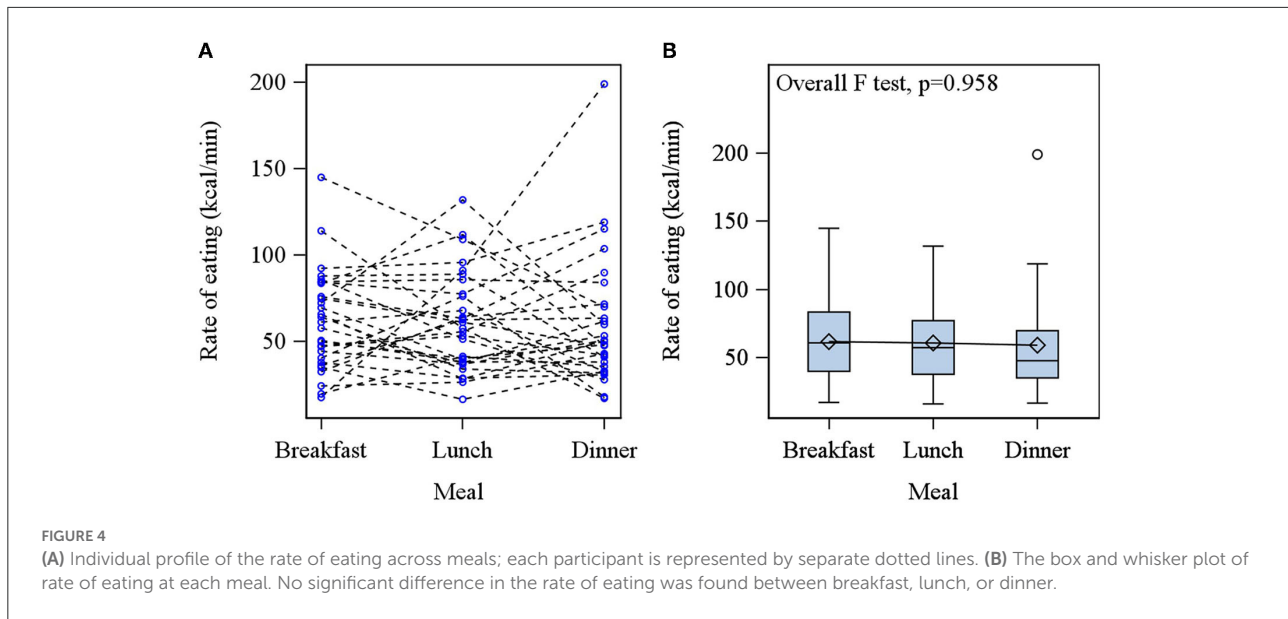 A
B
200
150
100
50
Rate of eating (kcal/min)
Breakfast
Lunch
Dinner
Meal
Overall F test, p=0.958
200
150
100
50
Rate of eating (kcal/min)
Breakfast
Lunch
Dinner
Meal
FIGURE 4
(A) Individual profile of the rate of eating across meals; each participant is represented by separate dotted lines. (B) The box and whisker plot of
rate of eating at each meal. No significant difference in the rate of eating was found between breakfast, lunch, or dinner.